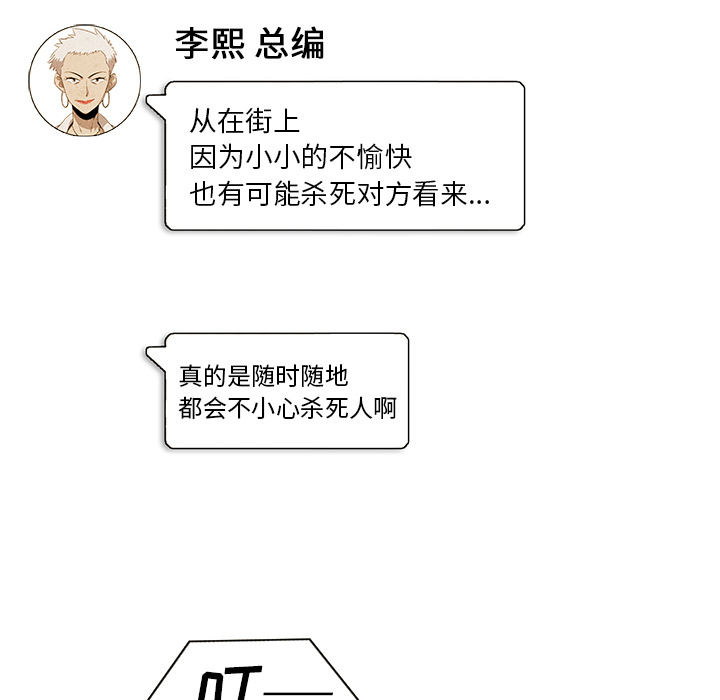 李熙 总编
从在街上
因为小小的不愉快
也有可能杀死对方看来...
真的是随时随地
都会不小心杀死人啊
叮一